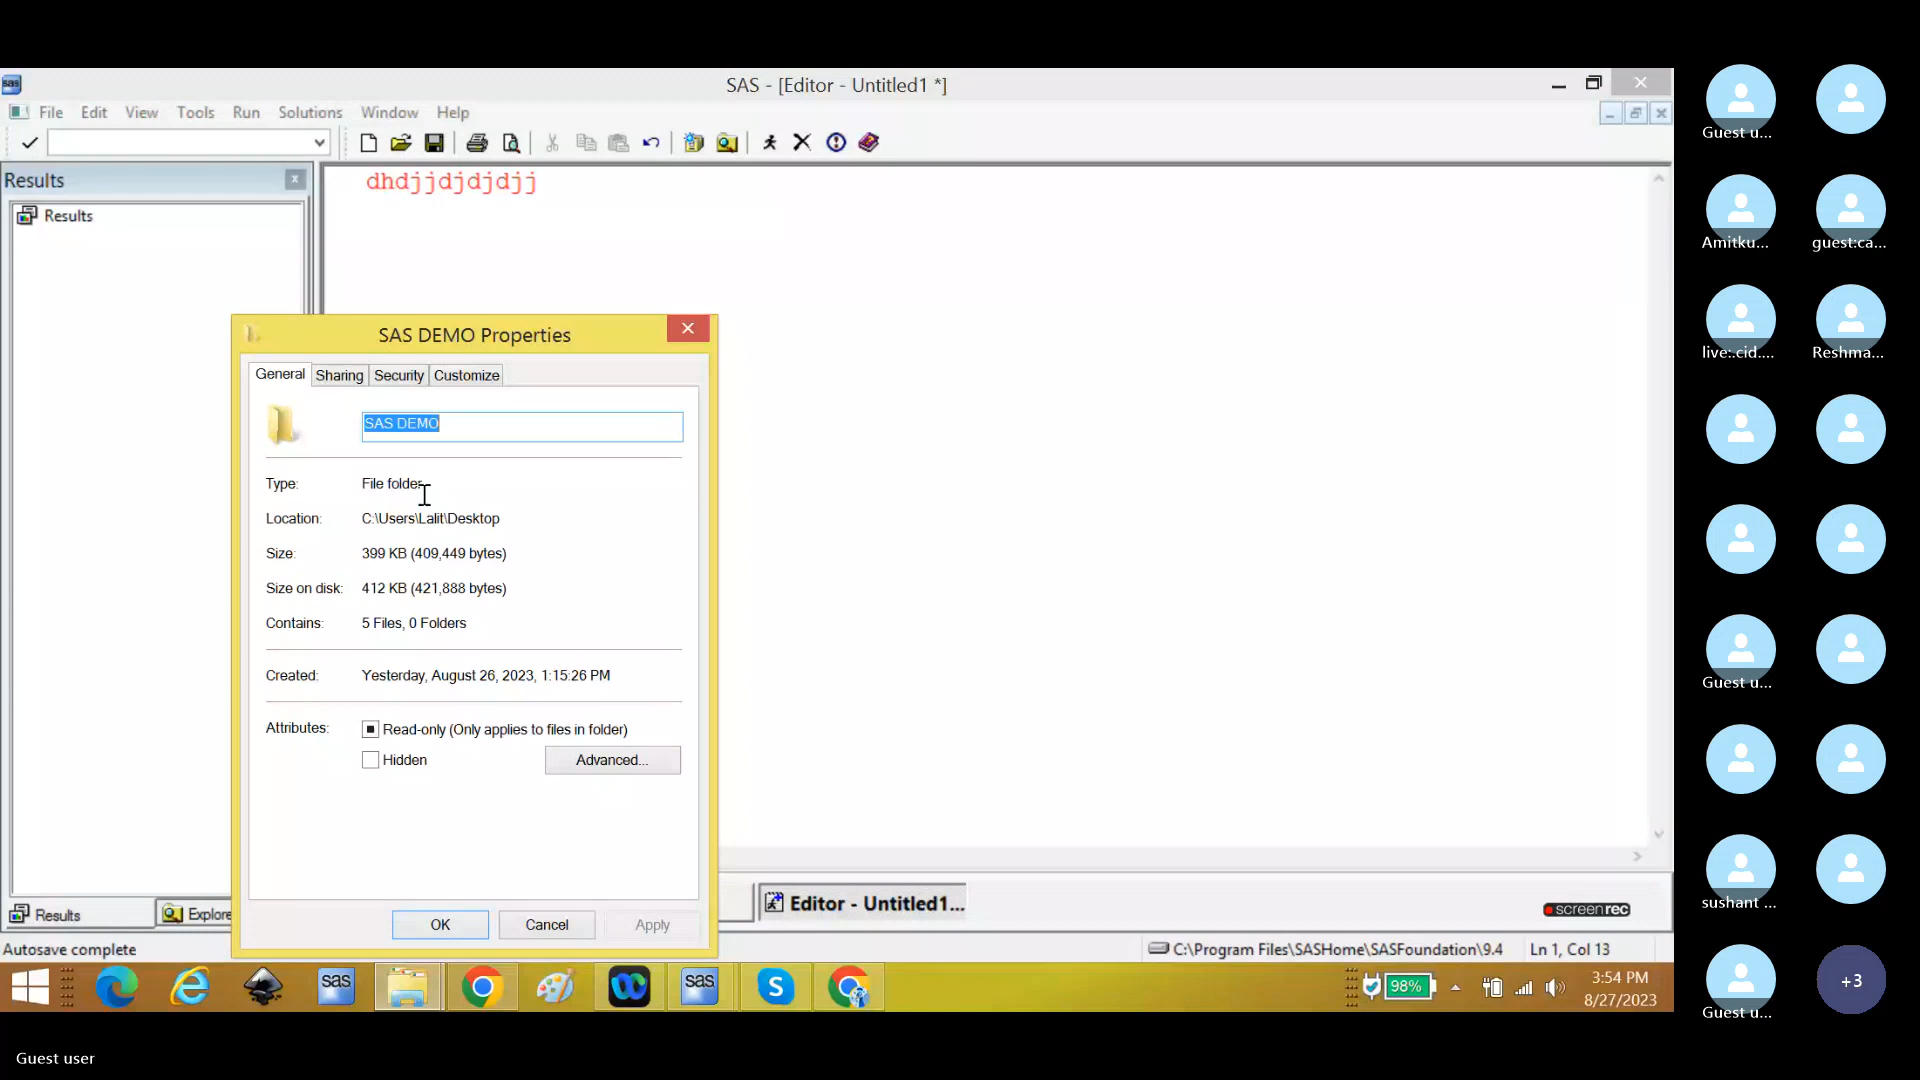 SAS - [Editor - Untitled1 *]
File Edit View Tools Run Solutions Window Help
Results
Results
dhdjjdjdjdjj
SAS DEMO Properties
General Sharing Security Customize
SAS DEMO
Type: File folder
Location: C:\Users\Lalit\Desktop
Size: 399 KB (409,449 bytes)
Size on disk: 412 KB (421,888 bytes)
Contains: 5 Files, 0 Folders
Created: Yesterday, August 26, 2023, 1:15:26 PM
Attributes: Read-only (Only applies to files in folder)
Hidden
Advanced...
OK Cancel Apply
Results
Explore
Editor - Untitled1...
screenrec
Autosave complete
C:\Program Files\SASHome\SASFoundation\9.4
Ln 1, Col 13
sas
sas
98%
3:54 PM
8/27/2023
Guest u...
Amitku...
guest:ca...
live:.cid....
Reshma...
Guest u...
sushant ...
Guest u...
+3
Guest user